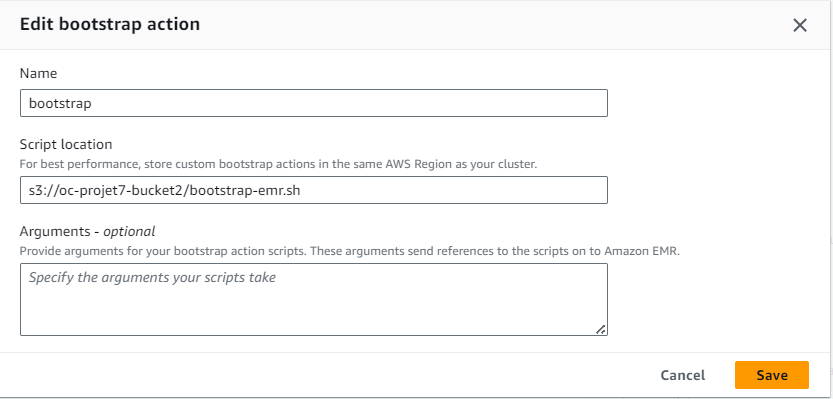 Edit bootstrap action
Name
bootstrap
Script location
For best performance, store custom bootstrap actions in the same AWS Region as your cluster.
s3://oc-projet7-bucket2/bootstrap-emr.sh
Arguments - optional
Provide arguments for your bootstrap action scripts. These arguments send references to the scripts on to Amazon EMR.
Specify the arguments your scripts take
Cancel
Save